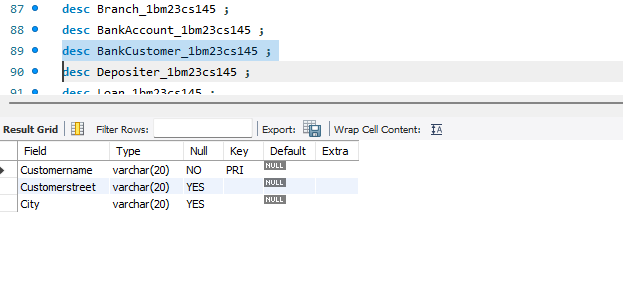 87 desc Branch_1bm23cs145 ;
88 desc BankAccount_1bm23cs145 ;
89 desc BankCustomer_1bm23cs145 ;
90 desc Depositer_1bm23cs145 ;
91 desc Loan_1bm23cs145 ;
Result Grid Filter Rows: Export: Wrap Cell Content:
Field Type Null Key Default Extra
Customername varchar(20) NO PRI NULL
Customerstreet varchar(20) YES NULL
City varchar(20) YES NULL